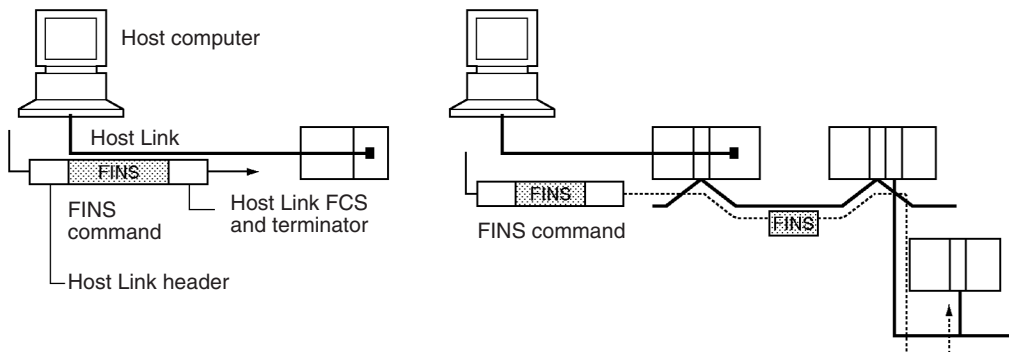 Host computer
Host Link
FINS
FINS
command
Host Link FCS
and terminator
Host Link header
FINS
FINS command
FINS